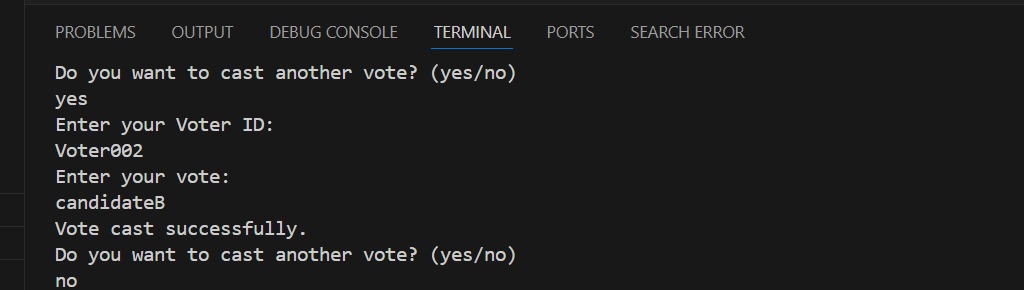 PROBLEMS OUTPUT DEBUG CONSOLE TERMINAL PORTS SEARCH ERROR
Do you want to cast another vote? (yes/no)
yes
Enter your Voter ID:
Voter002
Enter your vote:
candidateB
Vote cast successfully.
Do you want to cast another vote? (yes/no)
no